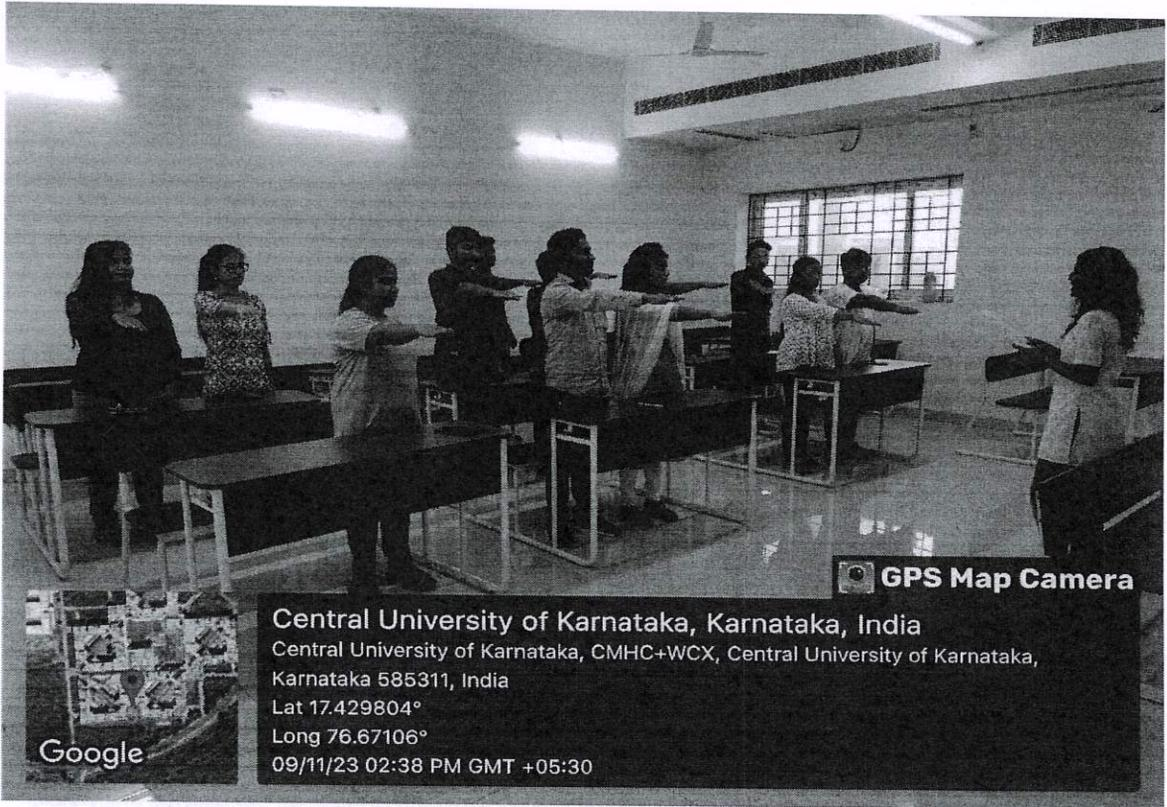 GPS Map Camera
Central University of Karnataka, Karnataka, India
Central University of Karnataka, CMHC+WCX, Central University of Karnataka,
Karnataka 585311, India
Lat 17.429804°
Long 76.67106°
09/11/23 02:38 PM GMT +05:30
Google